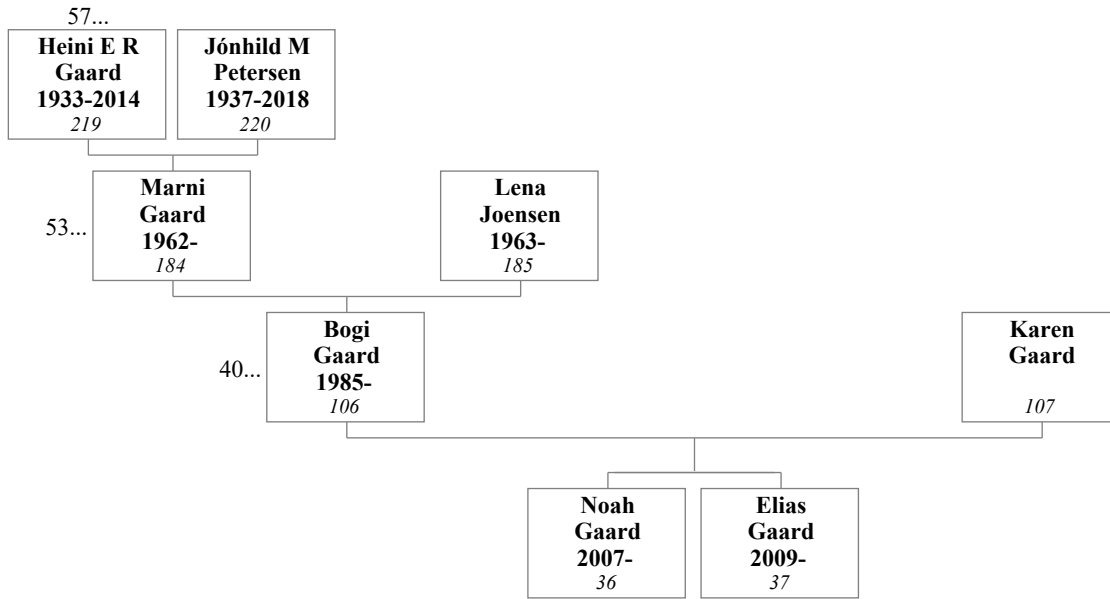 57...
Heini E R
Gaard
1933-2014
219
Jónhild M
Petersen
1937-2018
220
53...
Marni
Gaard
1962-
184
Lena
Joensen
1963-
185
40...
Bogi
Gaard
1985-
106
Karen
Gaard
107
Noah
Gaard
2007-
36
Elias
Gaard
2009-
37